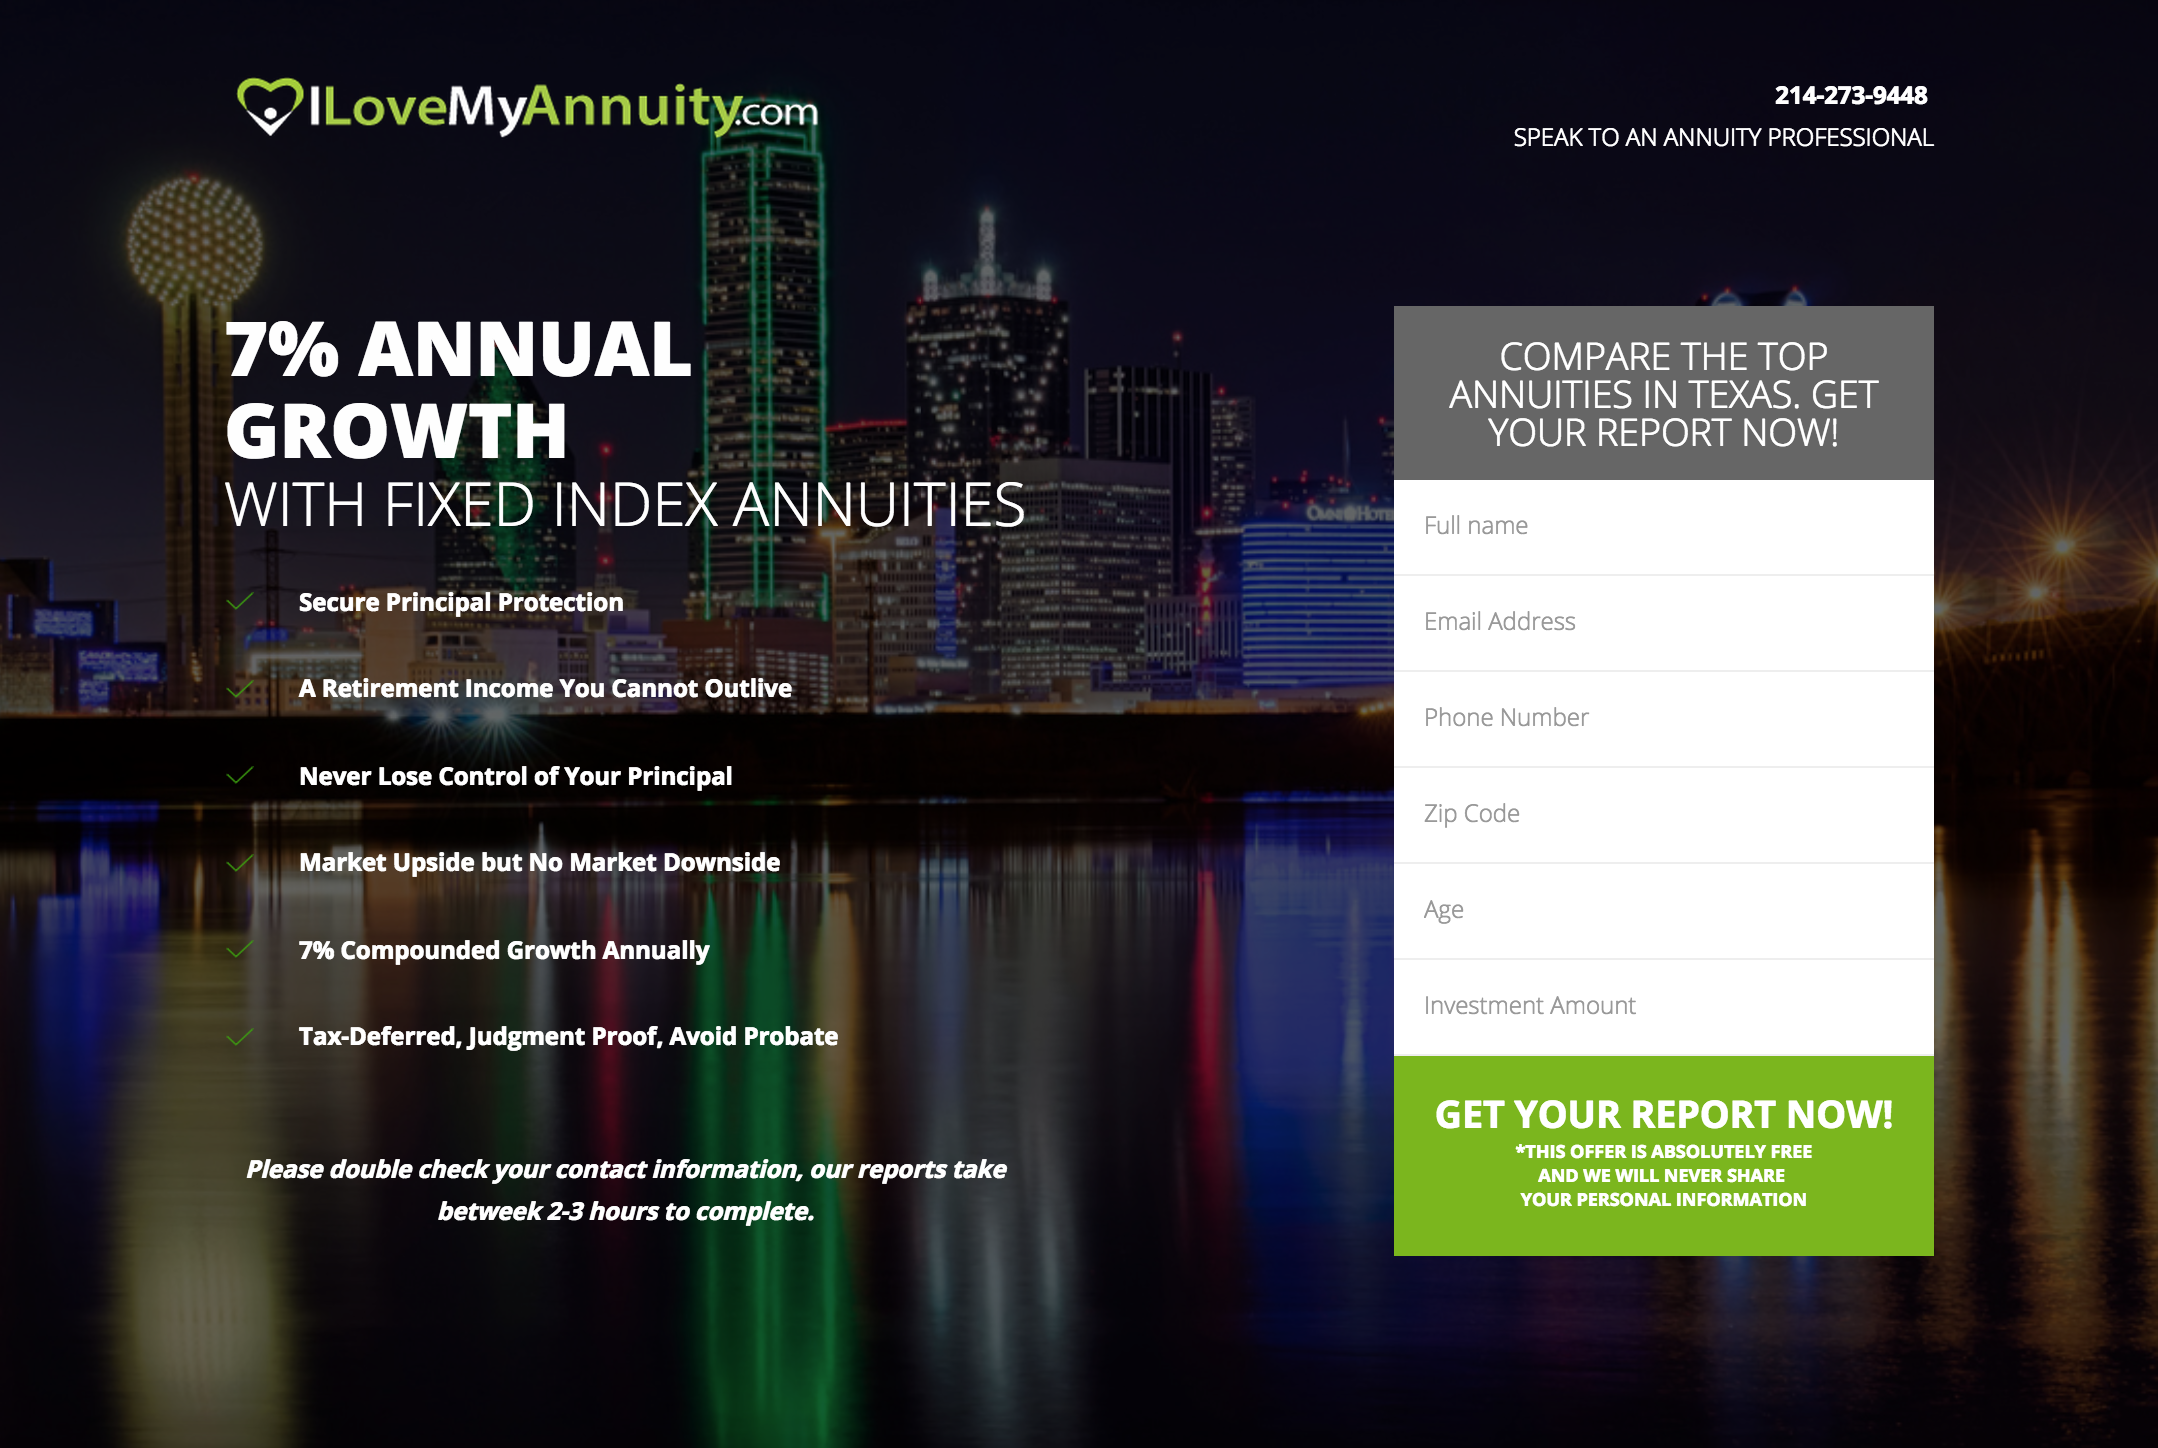 ILoveMyAnnuity.com
214-273-9448
SPEAK TO AN ANNUITY PROFESSIONAL
7% ANNUAL
GROWTH
WITH FIXED INDEX ANNUITIES
Secure Principal Protection
A Retirement Income You Cannot Outlive
Never Lose Control of Your Principal
Market Upside but No Market Downside
7% Compounded Growth Annually
Tax-Deferred, Judgment Proof, Avoid Probate
Please double check your contact information, our reports take
betweek 2-3 hours to complete.
COMPARE THE TOP
ANNUITIES IN TEXAS. GET
YOUR REPORT NOW!
Full name
Email Address
Phone Number
Zip Code
Age
Investment Amount
GET YOUR REPORT NOW!
*THIS OFFER IS ABSOLUTELY FREE
AND WE WILL NEVER SHARE
YOUR PERSONAL INFORMATION